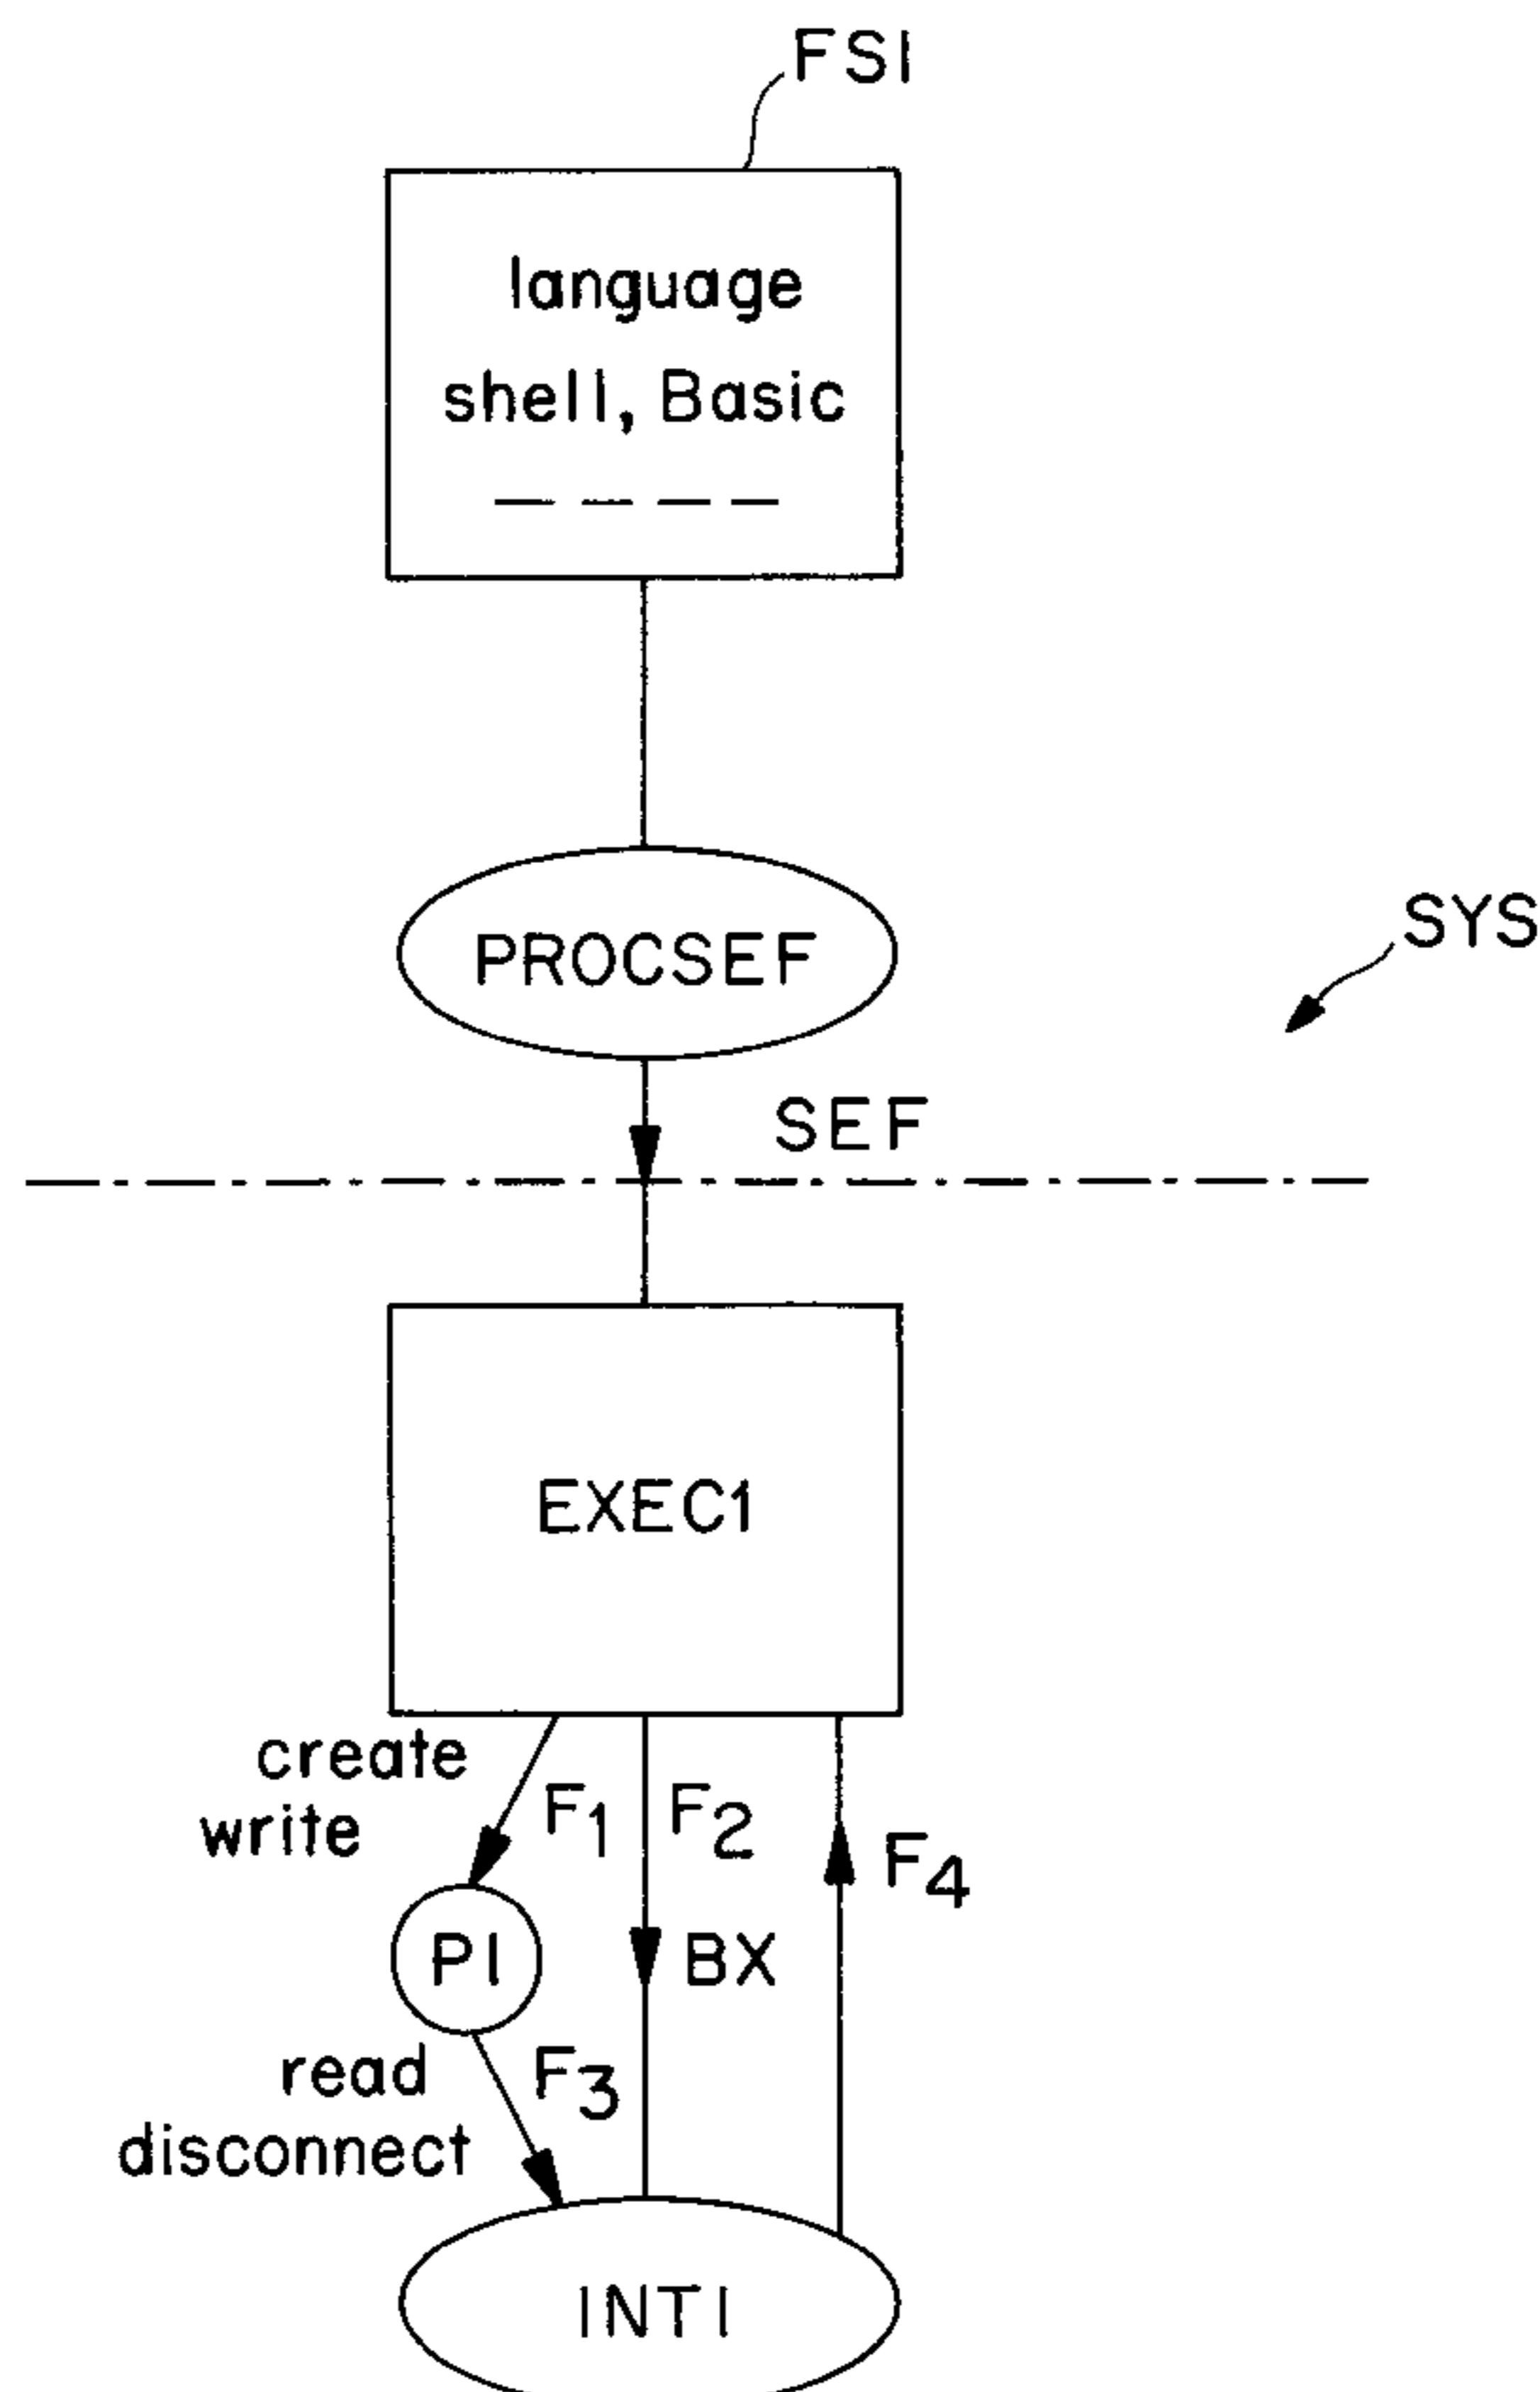 FSI
language
shell, Basic
PROCSEF
SYS
SEF
EXEC1
create
write
F1
F2
F4
PI
BX
read
F3
disconnect
INTI